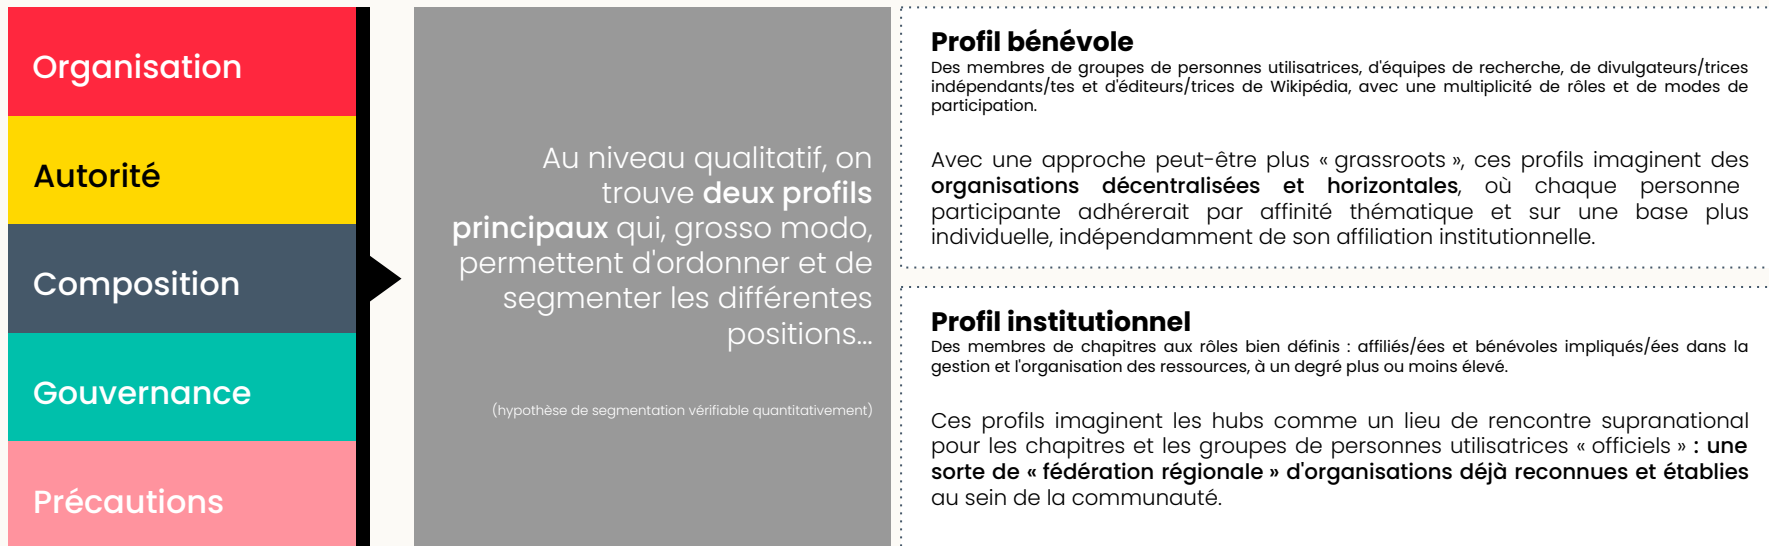 Organisation
Autorité
Composition
Gouvernance
Précautions
Au niveau qualitatif, on
trouve deux profils
principaux qui, grosso modo,
permettent d'ordonner et de
segmenter les différentes
positions...
(hypothèse de segmentation vérifiable quantitativement)
Profil bénévole
Des membres de groupes de personnes utilisatrices, d'équipes de recherche, de divulgateurs/trices
indépendants/tes et d'éditeurs/trices de Wikipédia, avec une multiplicité de rôles et de modes de
participation.
Avec une approche peut-être plus « grassroots », ces profils imaginent des
organisations décentralisées et horizontales, où chaque personne
participante adhérerait par affinité thématique et sur une base plus
individuelle, indépendamment de son affiliation institutionnelle.
Profil institutionnel
Des membres de chapitres aux rôles bien définis : affiliés/ées et bénévoles impliqués/ées dans la
gestion et l'organisation des ressources, à un degré plus ou moins élevé.
Ces profils imaginent les hubs comme un lieu de rencontre supranational
pour les chapitres et les groupes de personnes utilisatrices « officiels » : une
sorte de « fédération régionale » d'organisations déjà reconnues et établies
au sein de la communauté.